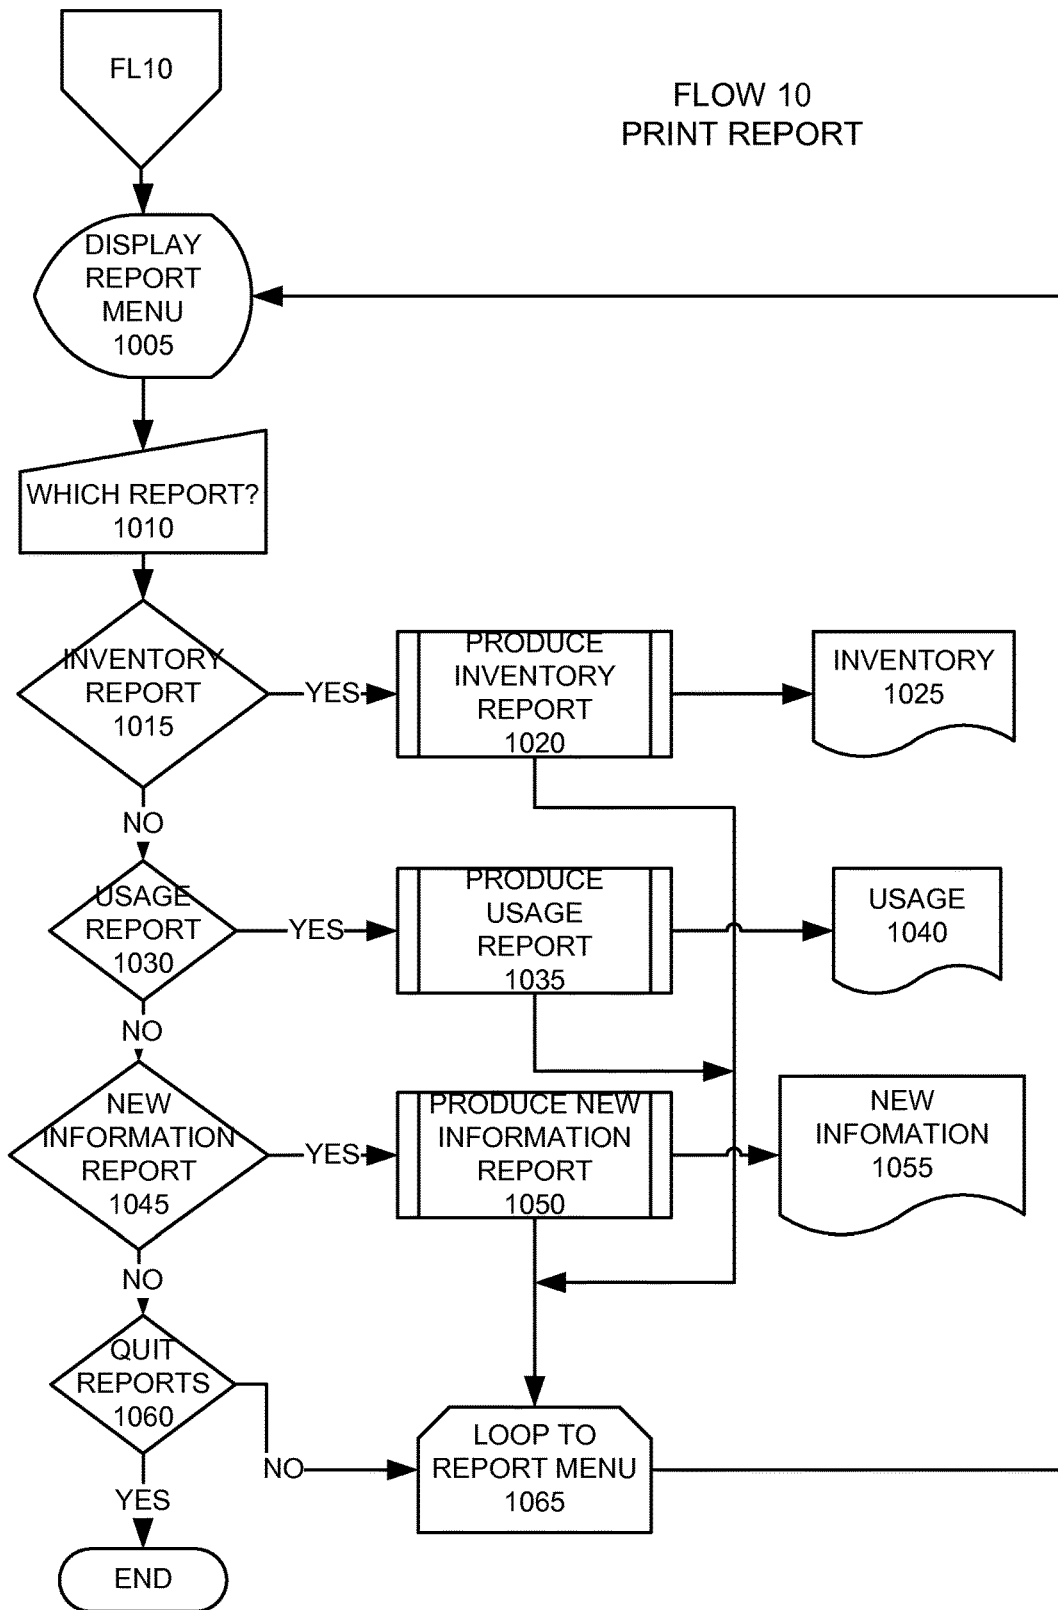 FL10
FLOW 10
PRINT REPORT
DISPLAY
REPORT
MENU
1005
WHICH REPORT?
1010
INVENTORY
REPORT
1015
YES
PRODUCE
INVENTORY
REPORT
1020
INVENTORY
1025
NO
USAGE
REPORT
1030
YES
PRODUCE
USAGE
REPORT
1035
USAGE
1040
NO
NEW
INFORMATION
REPORT
1045
YES
PRODUCE NEW
INFORMATION
REPORT
1050
NEW
INFOMATION
1055
NO
QUIT
REPORTS
1060
NO
LOOP TO
REPORT MENU
1065
YES
END